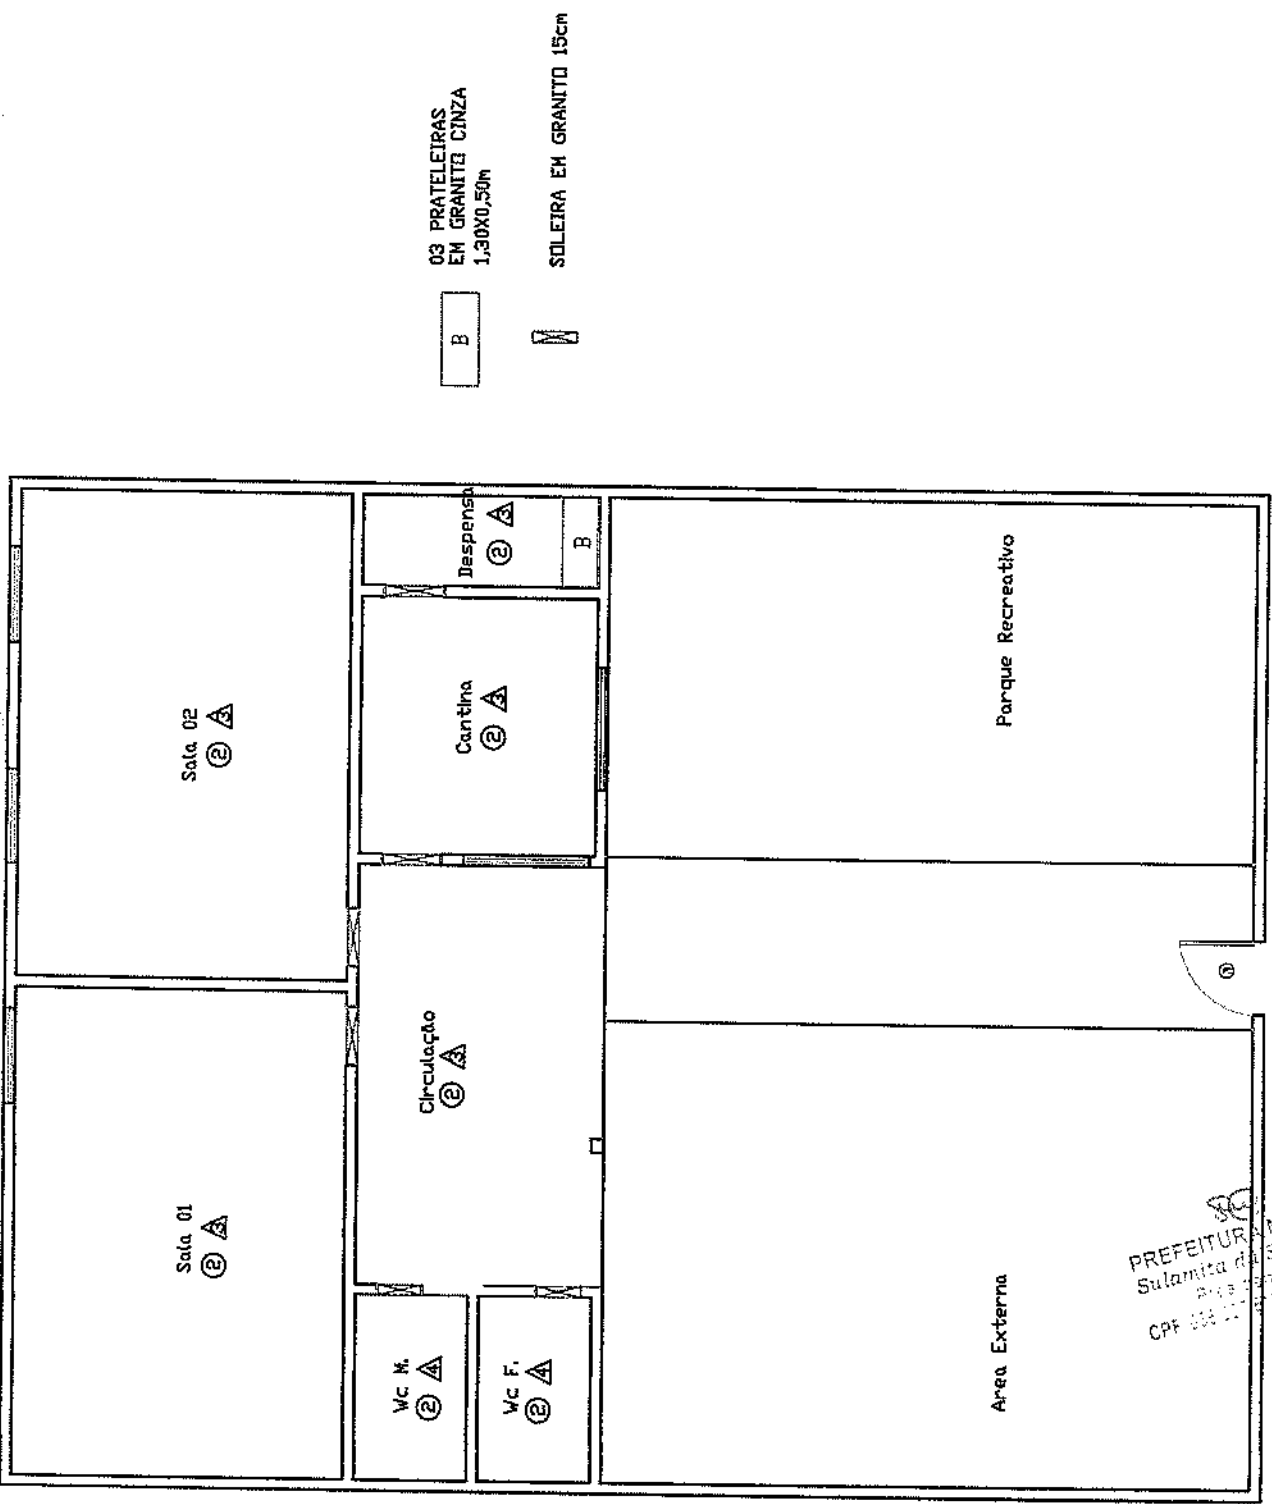 03 PRATELEIRAS
EM GRANITO CINZA
1,30X0,50m
B
SOLEIRA EM GRANITO 15cm
Sala 01
2 3
Sala 02
2 3
Wc M.
2 4
Wc F.
2 4
Circulação
2 3
Cantina
2 3
Despensa
2 3
B
Area Externa
Parque Recreativo
PREFEITURA
Sulamita da
CPF